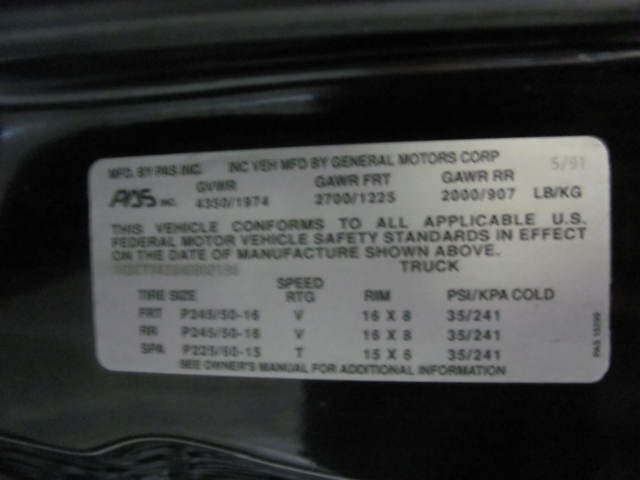 MFD. BY PAS INC. INC VEH MFD BY GENERAL MOTORS CORP 5/91
PAS INC. GVWR GAWR FRT GAWR RR
4350/1974 2700/1225 2000/907 LB/KG
THIS VEHICLE CONFORMS TO ALL APPLICABLE U.S.
FEDERAL MOTOR VEHICLE SAFETY STANDARDS IN EFFECT
ON THE DATE OF MANUFACTURE SHOWN ABOVE.
TRUCK
TIRE SIZE SPEED RTG RIM PSI/KPA COLD
FRT P245/50-16 V 16 X 8 35/241
RR P245/50-16 V 16 X 8 35/241
SPA P225/60-15 T 15 X 6 35/241
SEE OWNER'S MANUAL FOR ADDITIONAL INFORMATION
PAS